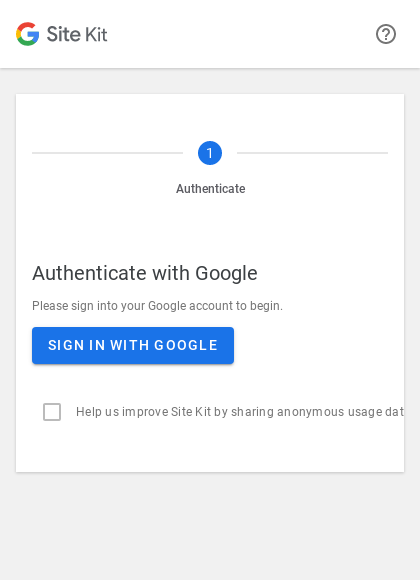 Site Kit
1
Authenticate
Authenticate with Google
Please sign into your Google account to begin.
SIGN IN WITH GOOGLE
Help us improve Site Kit by sharing anonymous usage dat